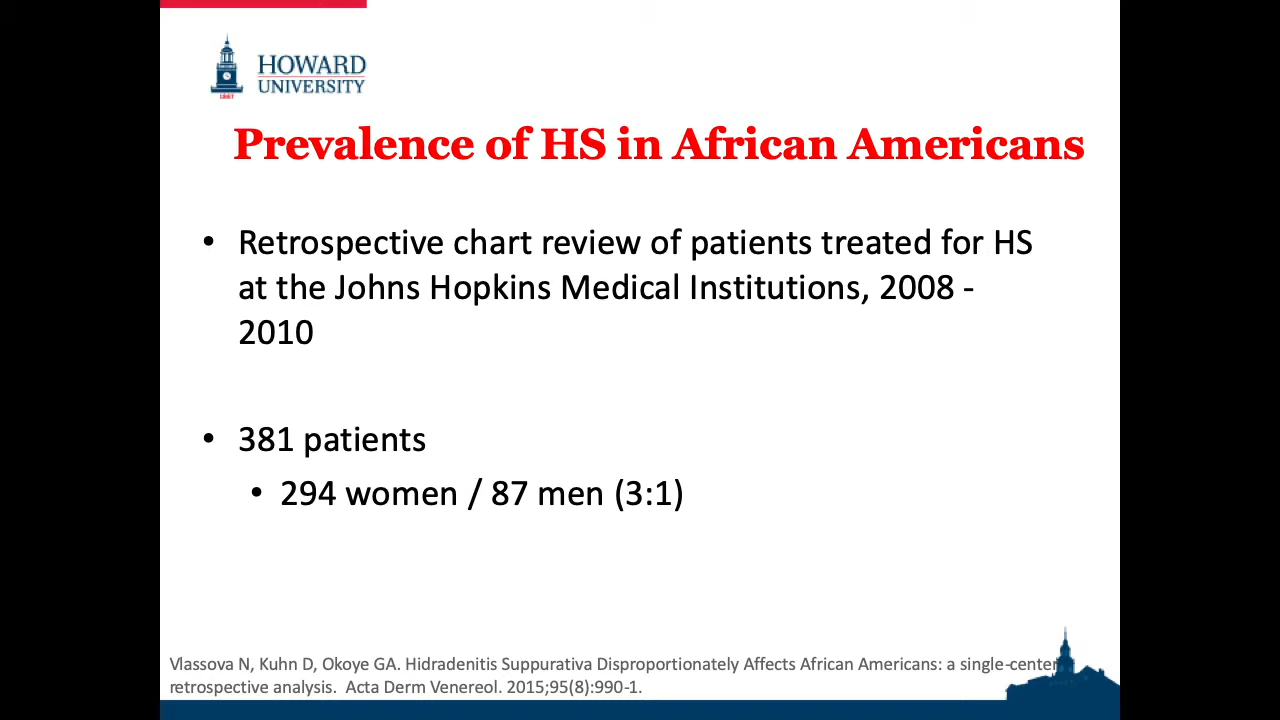 HOWARD
UNIVERSITY
Prevalence of HS in African Americans
• Retrospective chart review of patients treated for HS
at the Johns Hopkins Medical Institutions, 2008 -
2010
• 381 patients
• 294 women / 87 men (3:1)
Vlassova N, Kuhn D, Okoye GA. Hidradenitis Suppurativa Disproportionately Affects African Americans: a single-center
retrospective analysis. Acta Derm Venereol. 2015;95(8):990-1.